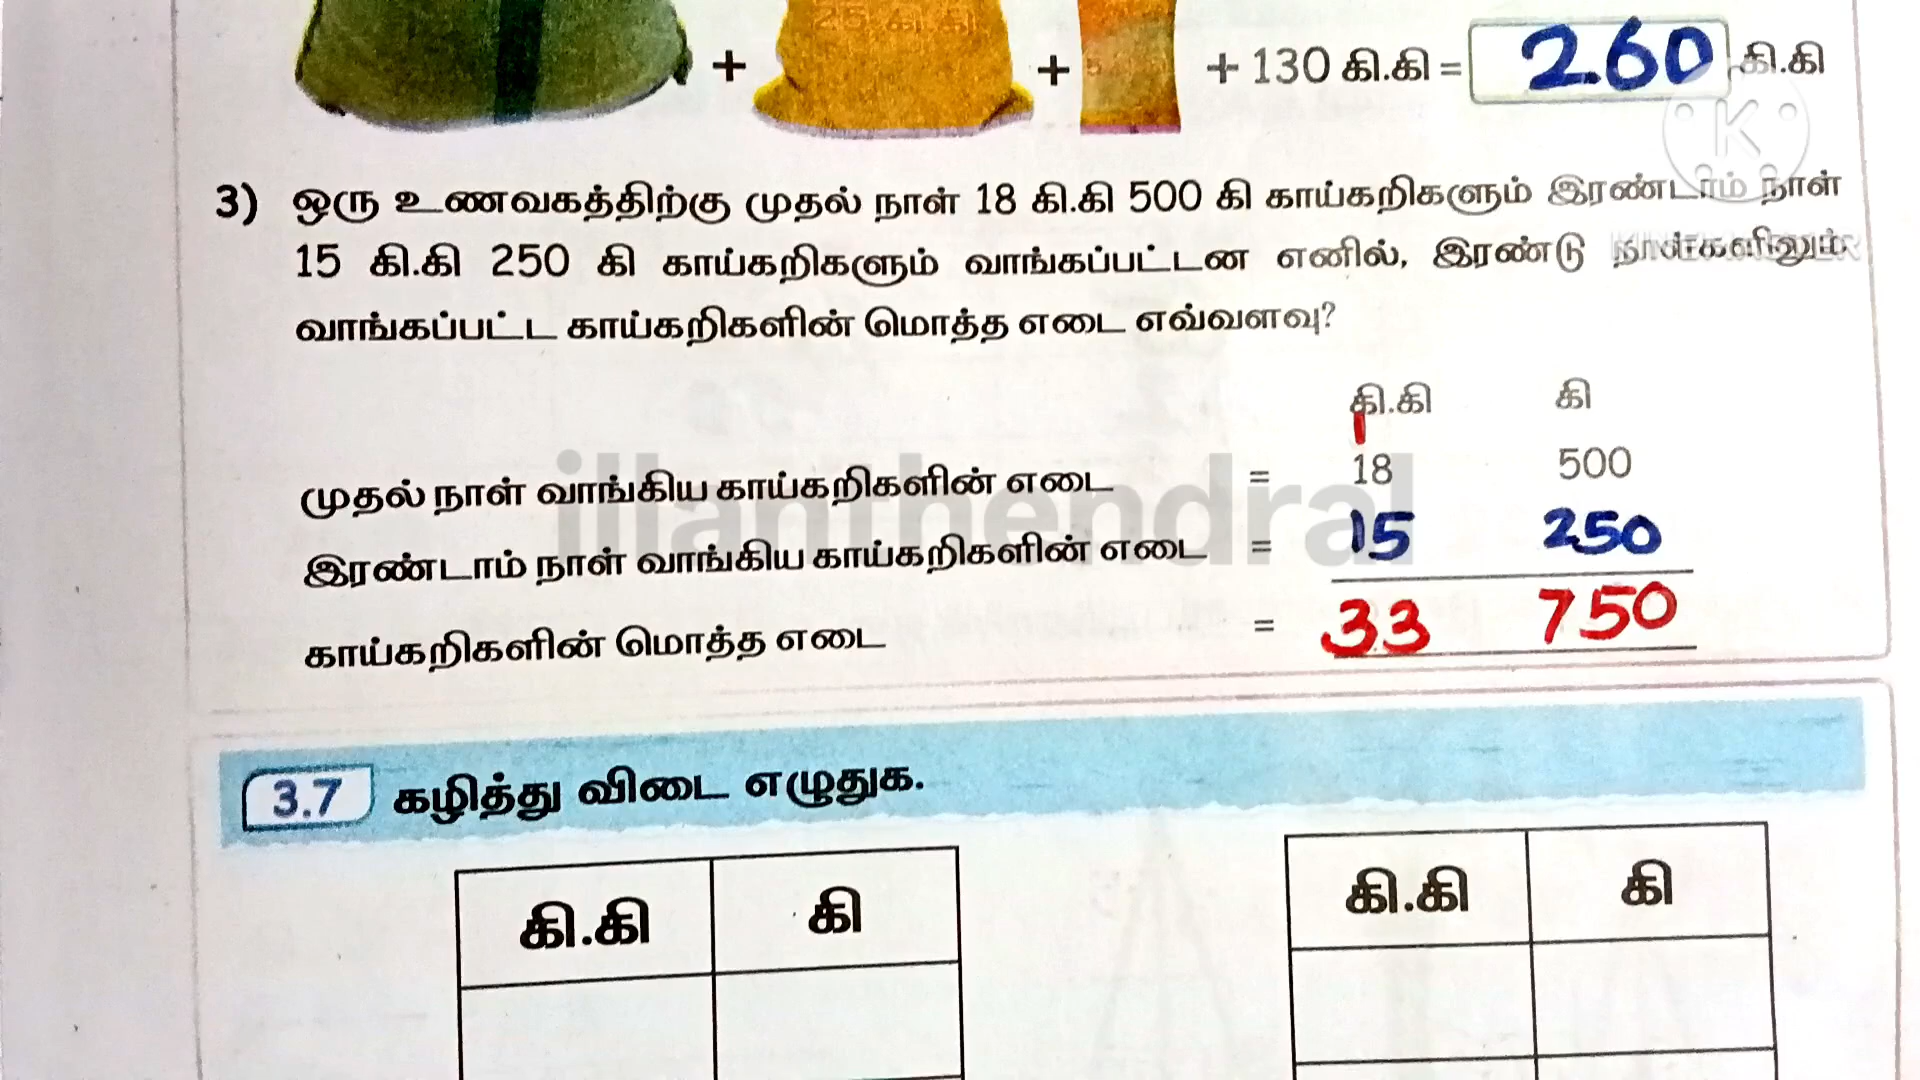 25 கி.கி
+ + + 130 கி.கி = 260 கி.கி
K
3) ஒரு உணவகத்திற்கு முதல் நாள் 18 கி.கி 500 கி காய்கறிகளும் இரண்டாம் நாள்
15 கி.கி 250 கி காய்கறிகளும் வாங்கப்பட்டன எனில், இரண்டு நாள்களிலும்
வாங்கப்பட்ட காய்கறிகளின் மொத்த எடை எவ்வளவு?
கி.கி கி
1
முதல் நாள் வாங்கிய காய்கறிகளின் எடை = 18 500
illanthendral
இரண்டாம் நாள் வாங்கிய காய்கறிகளின் எடை = 15 250
காய்கறிகளின் மொத்த எடை = 33 750
3.7 கழித்து விடை எழுதுக.
கி.கி கி கி.கி கி